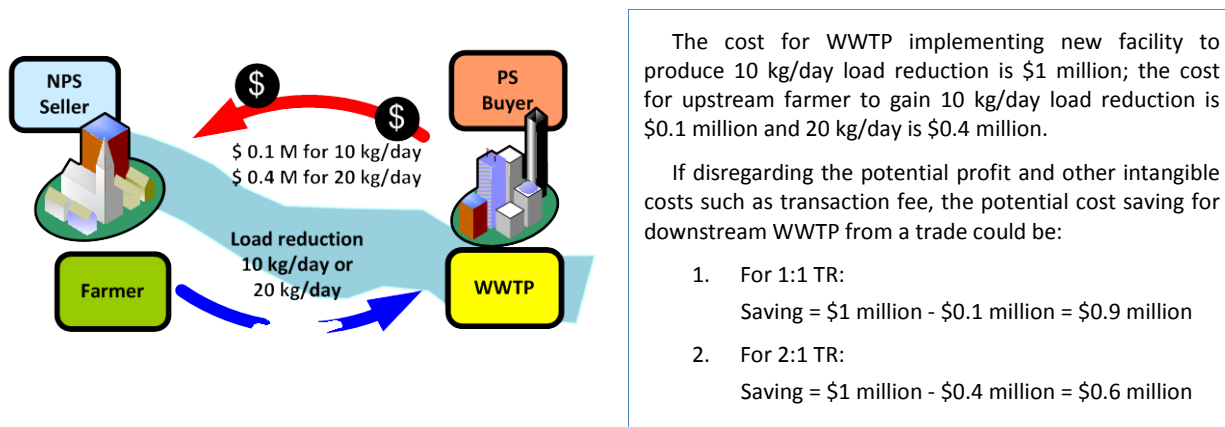 NPS
Seller
$
$
PS
Buyer
$ 0.1 M for 10 kg/day
$ 0.4 M for 20 kg/day
Load reduction
10 kg/day or
20 kg/day
Farmer
WWTP
The cost for WWTP implementing new facility to
produce 10 kg/day load reduction is $1 million; the cost
for upstream farmer to gain 10 kg/day load reduction is
$0.1 million and 20 kg/day is $0.4 million.
If disregarding the potential profit and other intangible
costs such as transaction fee, the potential cost saving for
downstream WWTP from a trade could be:
1. For 1:1 TR:
Saving = $1 million - $0.1 million = $0.9 million
2. For 2:1 TR:
Saving = $1 million - $0.4 million = $0.6 million